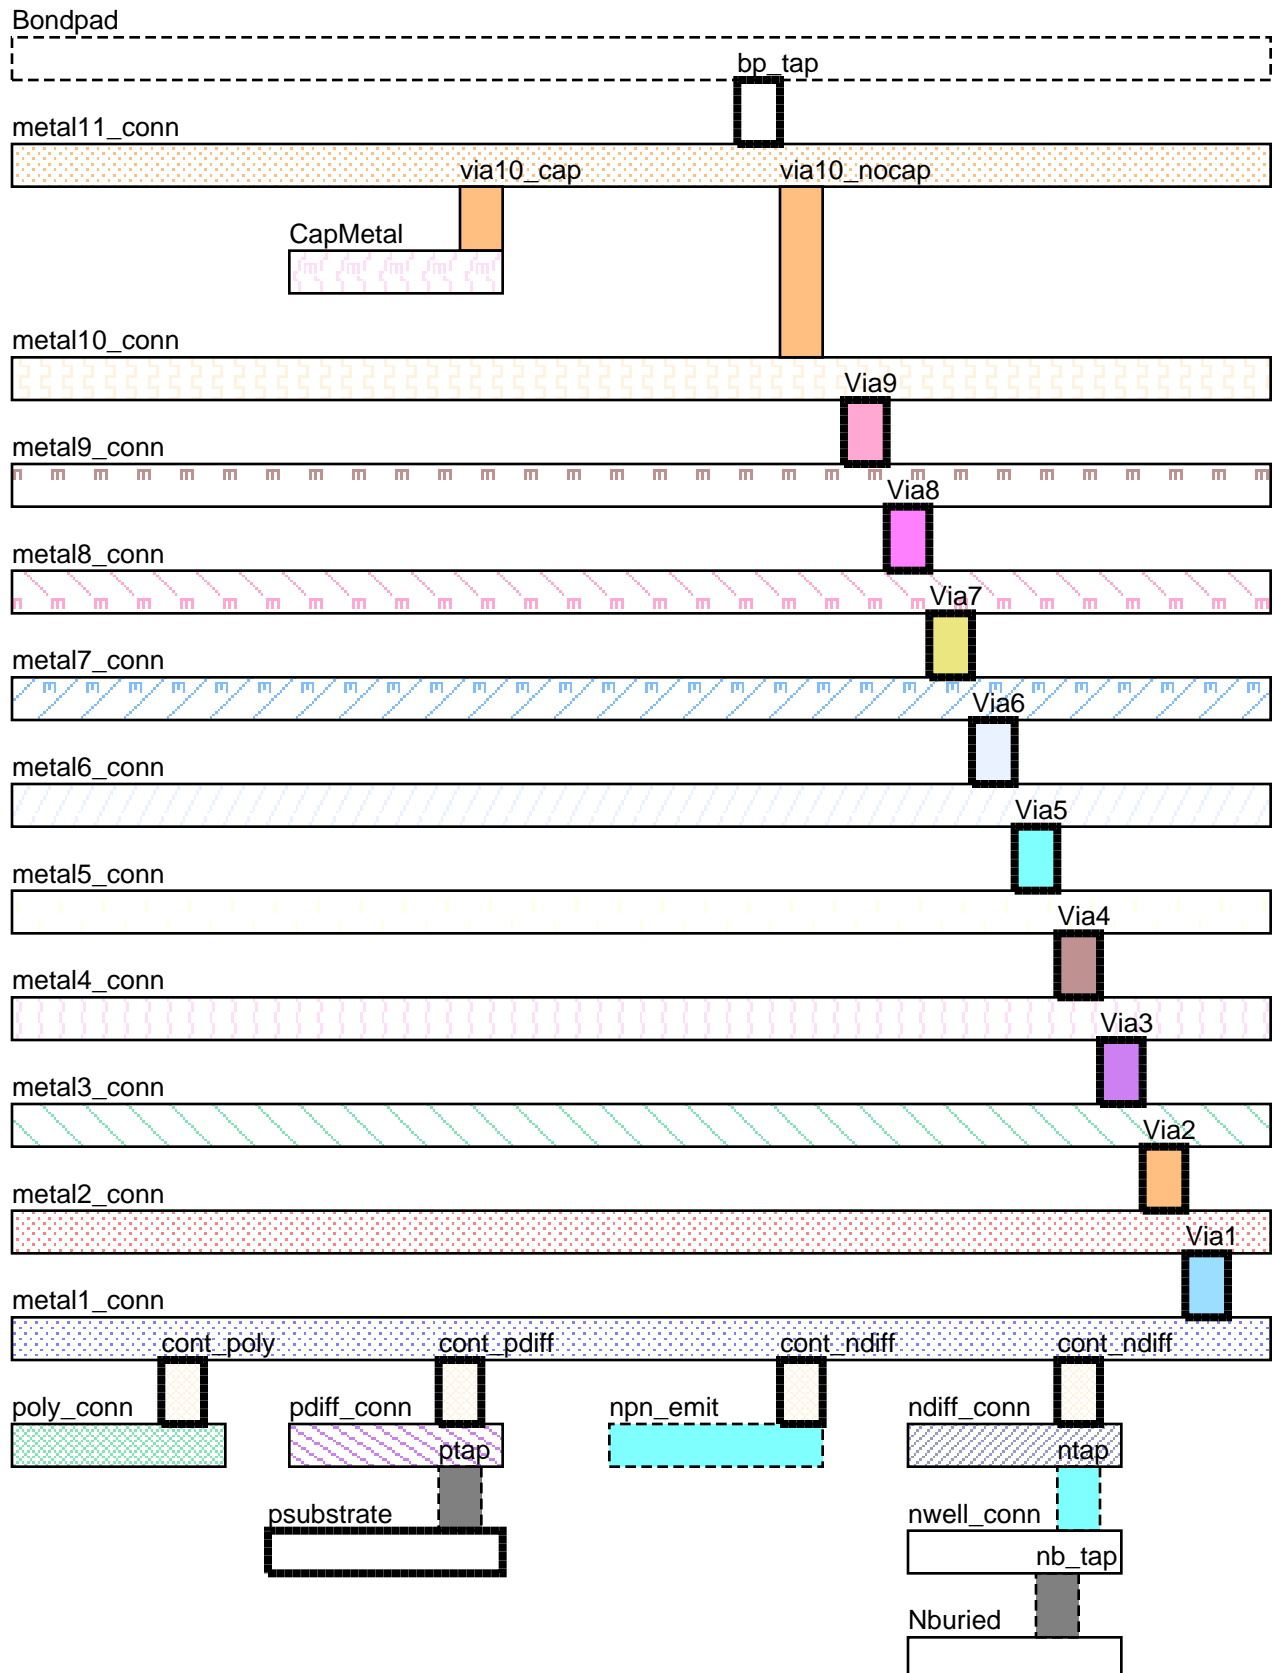 Bondpad
bp_tap
metal11_conn
via10_cap via10_nocap
CapMetal
metal10_conn
Via9
metal9_conn
Via8
metal8_conn
Via7
metal7_conn
Via6
metal6_conn
Via5
metal5_conn
Via4
metal4_conn
Via3
metal3_conn
Via2
metal2_conn
Via1
metal1_conn
cont_poly cont_pdiff cont_ndiff cont_ndiff
poly_conn pdiff_conn npn_emit ndiff_conn
ptap ntap
psubstrate nwell_conn
nb_tap
Nburied